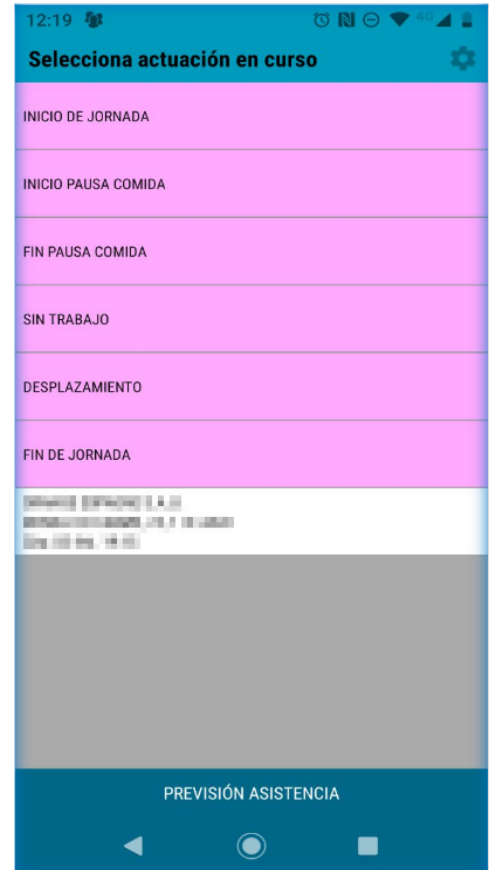 12:19
4G
Selecciona actuación en curso
INICIO DE JORNADA
INICIO PAUSA COMIDA
FIN PAUSA COMIDA
SIN TRABAJO
DESPLAZAMIENTO
FIN DE JORNADA
PREVISIÓN ASISTENCIA